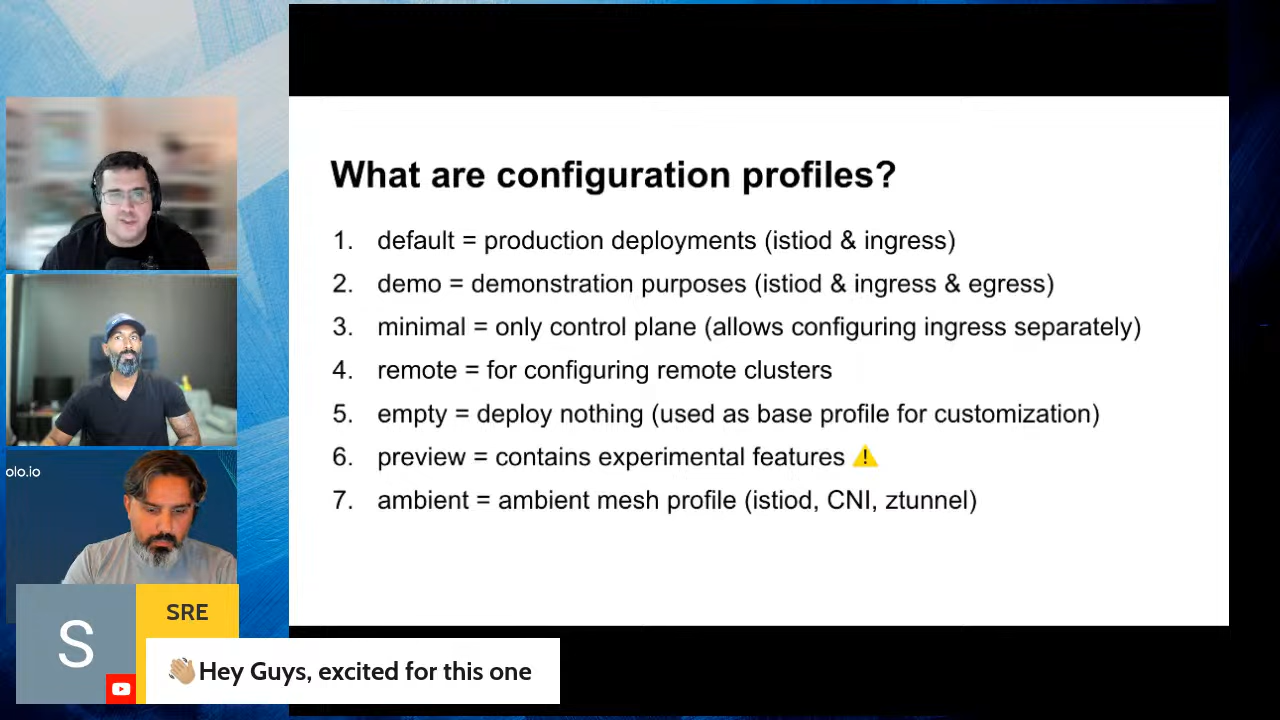 What are configuration profiles?
1. default = production deployments (istiod & ingress)
2. demo = demonstration purposes (istiod & ingress & egress)
3. minimal = only control plane (allows configuring ingress separately)
4. remote = for configuring remote clusters
5. empty = deploy nothing (used as base profile for customization)
6. preview = contains experimental features ⚠️
7. ambient = ambient mesh profile (istiod, CNI, ztunnel)
olo.io
S
SRE
👋🏼Hey Guys, excited for this one